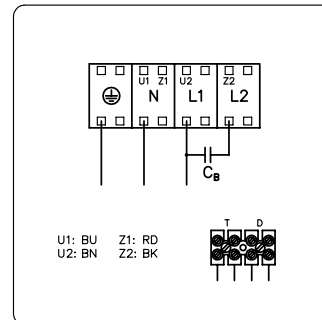 U1 Z1 U2 Z2
N L1 L2
C_B
U1: BU Z1: RD
U2: BN Z2: BK
T D